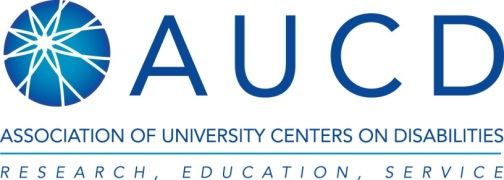 AUCD
ASSOCIATION OF UNIVERSITY CENTERS ON DISABILITIES
RESEARCH, EDUCATION, SERVICE